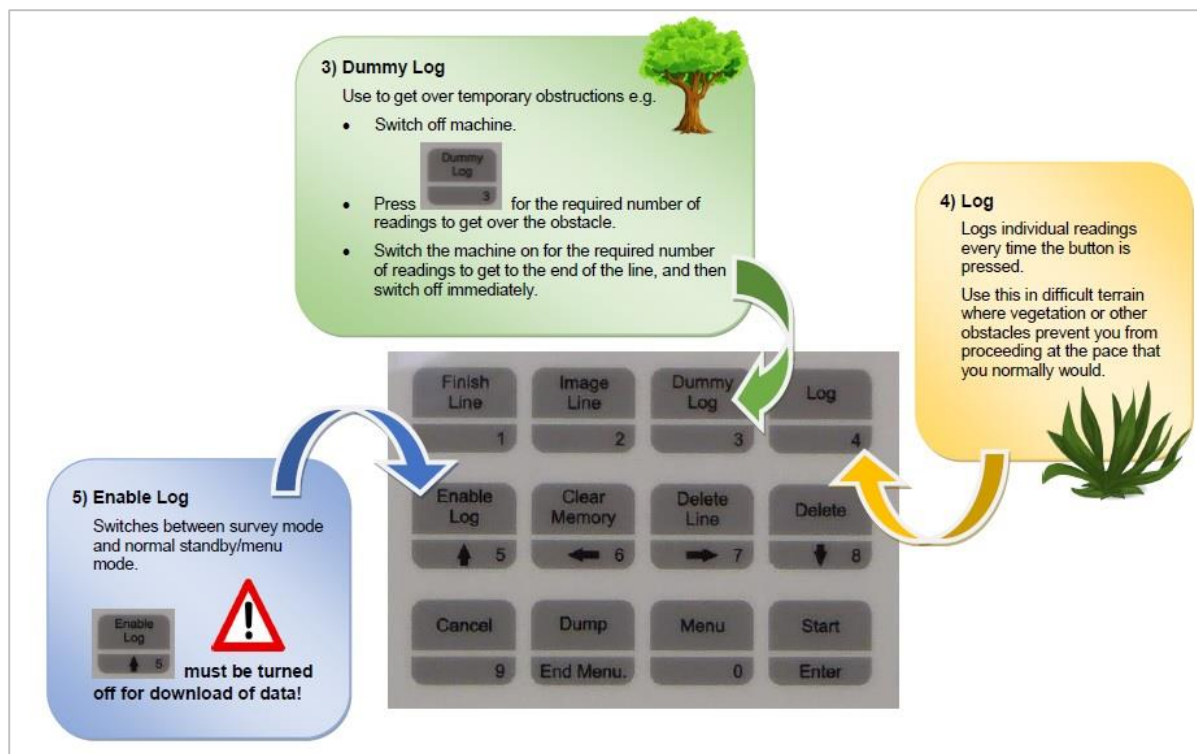 3) Dummy Log
Use to get over temporary obstructions e.g.
• Switch off machine.
Dummy
Log
3
• Press for the required number of
readings to get over the obstacle.
• Switch the machine on for the required number
of readings to get to the end of the line, and then
switch off immediately.
4) Log
Logs individual readings
every time the button is
pressed.
Use this in difficult terrain
where vegetation or other
obstacles prevent you from
proceeding at the pace that
you normally would.
5) Enable Log
Switches between survey mode
and normal standby/menu
mode.
Enable
Log
5
must be turned
off for download of data!
Finish
Line
1
Image
Line
2
Dummy
Log
3
Log
4
Enable
Log
5
Clear
Memory
6
Delete
Line
7
Delete
8
Cancel
9
Dump
End Menu.
Menu
0
Start
Enter